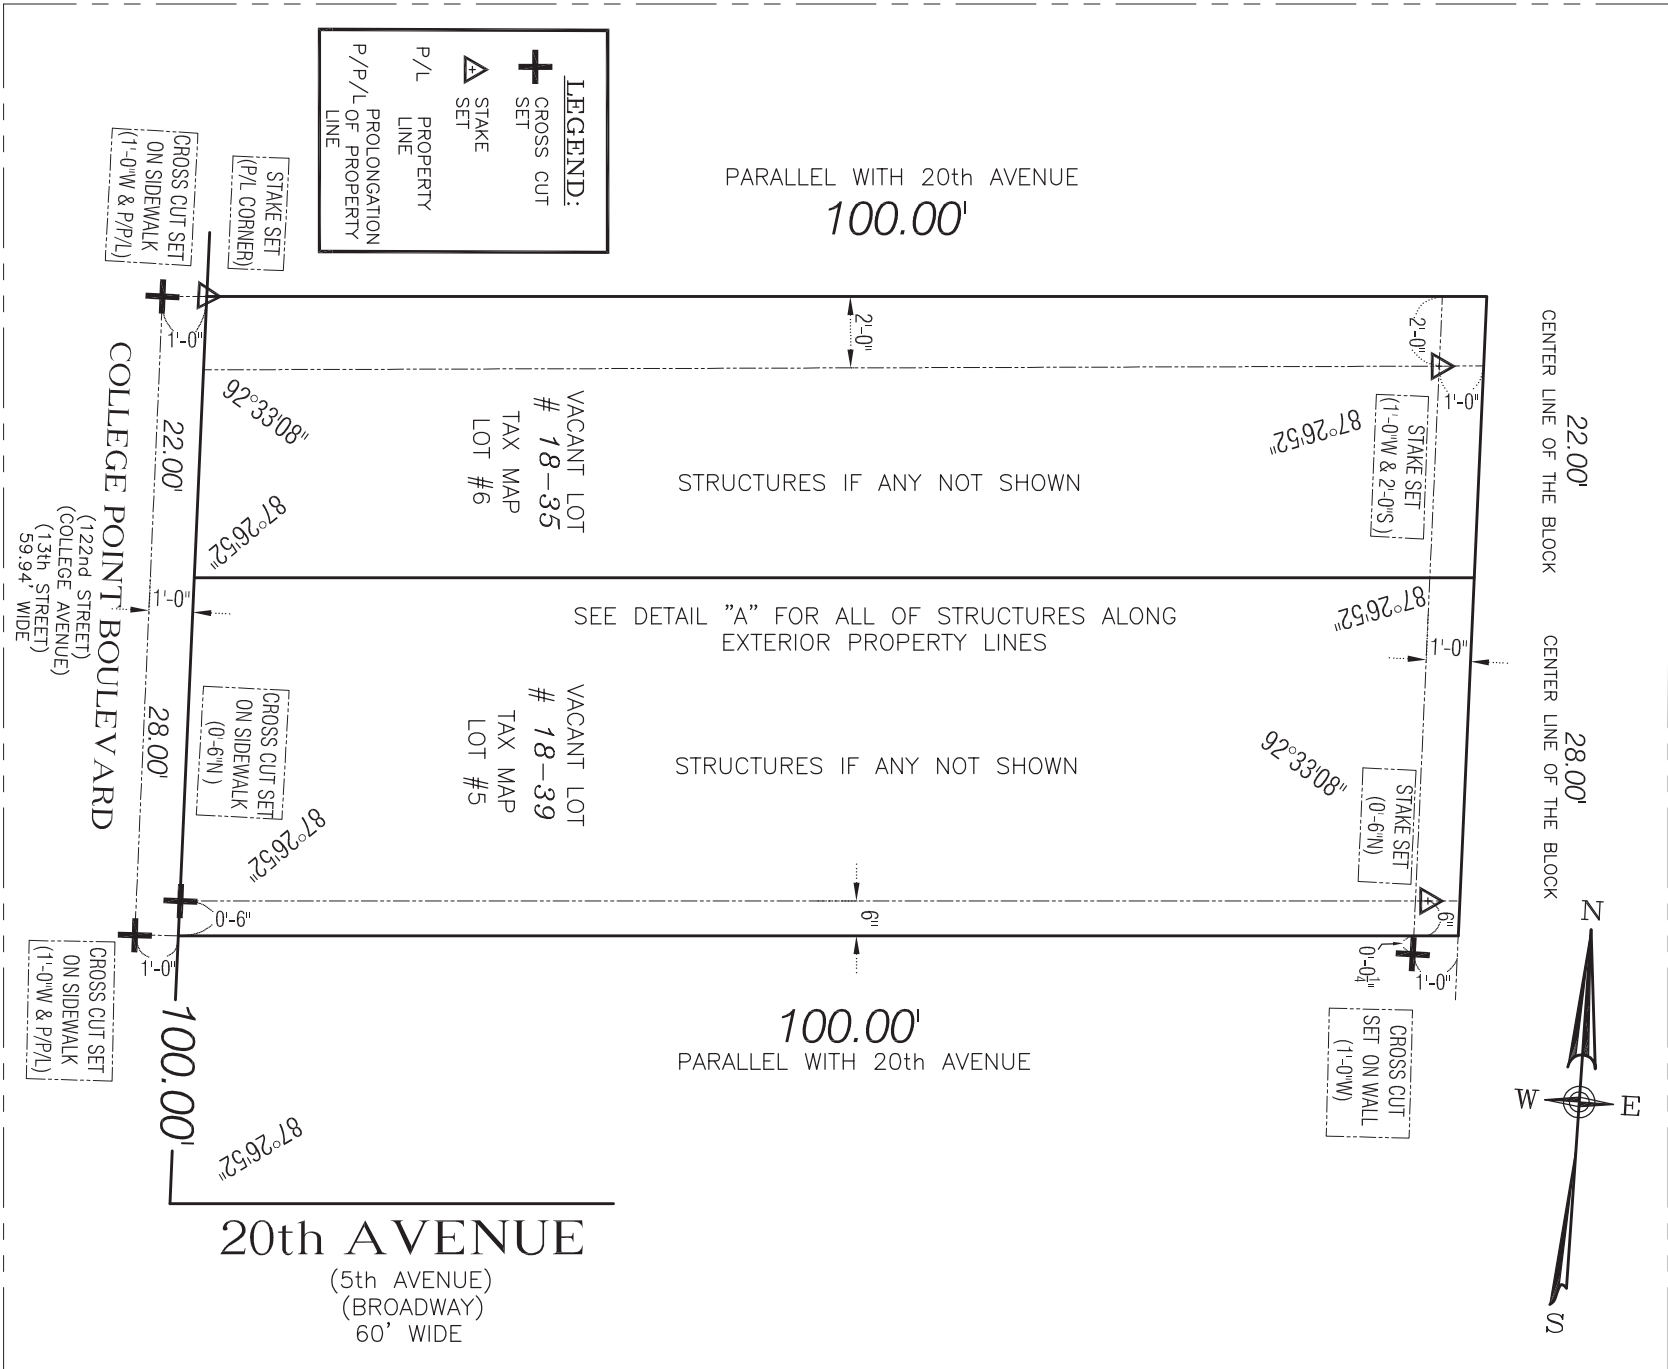 LEGEND:
CROSS CUT
SET
STAKE
SET
P/L PROPERTY
LINE
P/P/L PROLONGATION
OF PROPERTY
LINE
PARALLEL WITH 20th AVENUE
100.00'
CROSS CUT SET
ON SIDEWALK
(1'-0"W & P/P/L)
STAKE SET
(P/L CORNER)
1'-0"
2'-0"
2'-0"
1'-0"
CENTER LINE OF THE BLOCK
22.00'
92°33'08"
87°26'52"
STAKE SET
(1'-0"W & 2'-0"S )
VACANT LOT
# 18-35
TAX MAP
LOT #6
STRUCTURES IF ANY NOT SHOWN
22.00'
87°26'52"
87°26'52"
COLLEGE POINT BOULEVARD
(122nd STREET)
(COLLEGE AVENUE)
(13th STREET)
59.94' WIDE
1'-0"
1'-0"
SEE DETAIL "A" FOR ALL OF STRUCTURES ALONG
EXTERIOR PROPERTY LINES
CENTER LINE OF THE BLOCK
28.00'
28.00'
CROSS CUT SET
ON SIDEWALK
(0'-6"N )
VACANT LOT
# 18-39
TAX MAP
LOT #5
STRUCTURES IF ANY NOT SHOWN
92°33'08"
STAKE SET
(0'-6"N)
87°26'52"
0'-6"
6"
6"
1'-0"
0'-0¼"
1'-0"
CROSS CUT SET
ON SIDEWALK
(1'-0"W & P/P/L)
100.00'
100.00'
PARALLEL WITH 20th AVENUE
CROSS CUT
SET ON WALL
(1'-0"W)
87°26'52"
N
W E
S
20th AVENUE
(5th AVENUE)
(BROADWAY)
60' WIDE